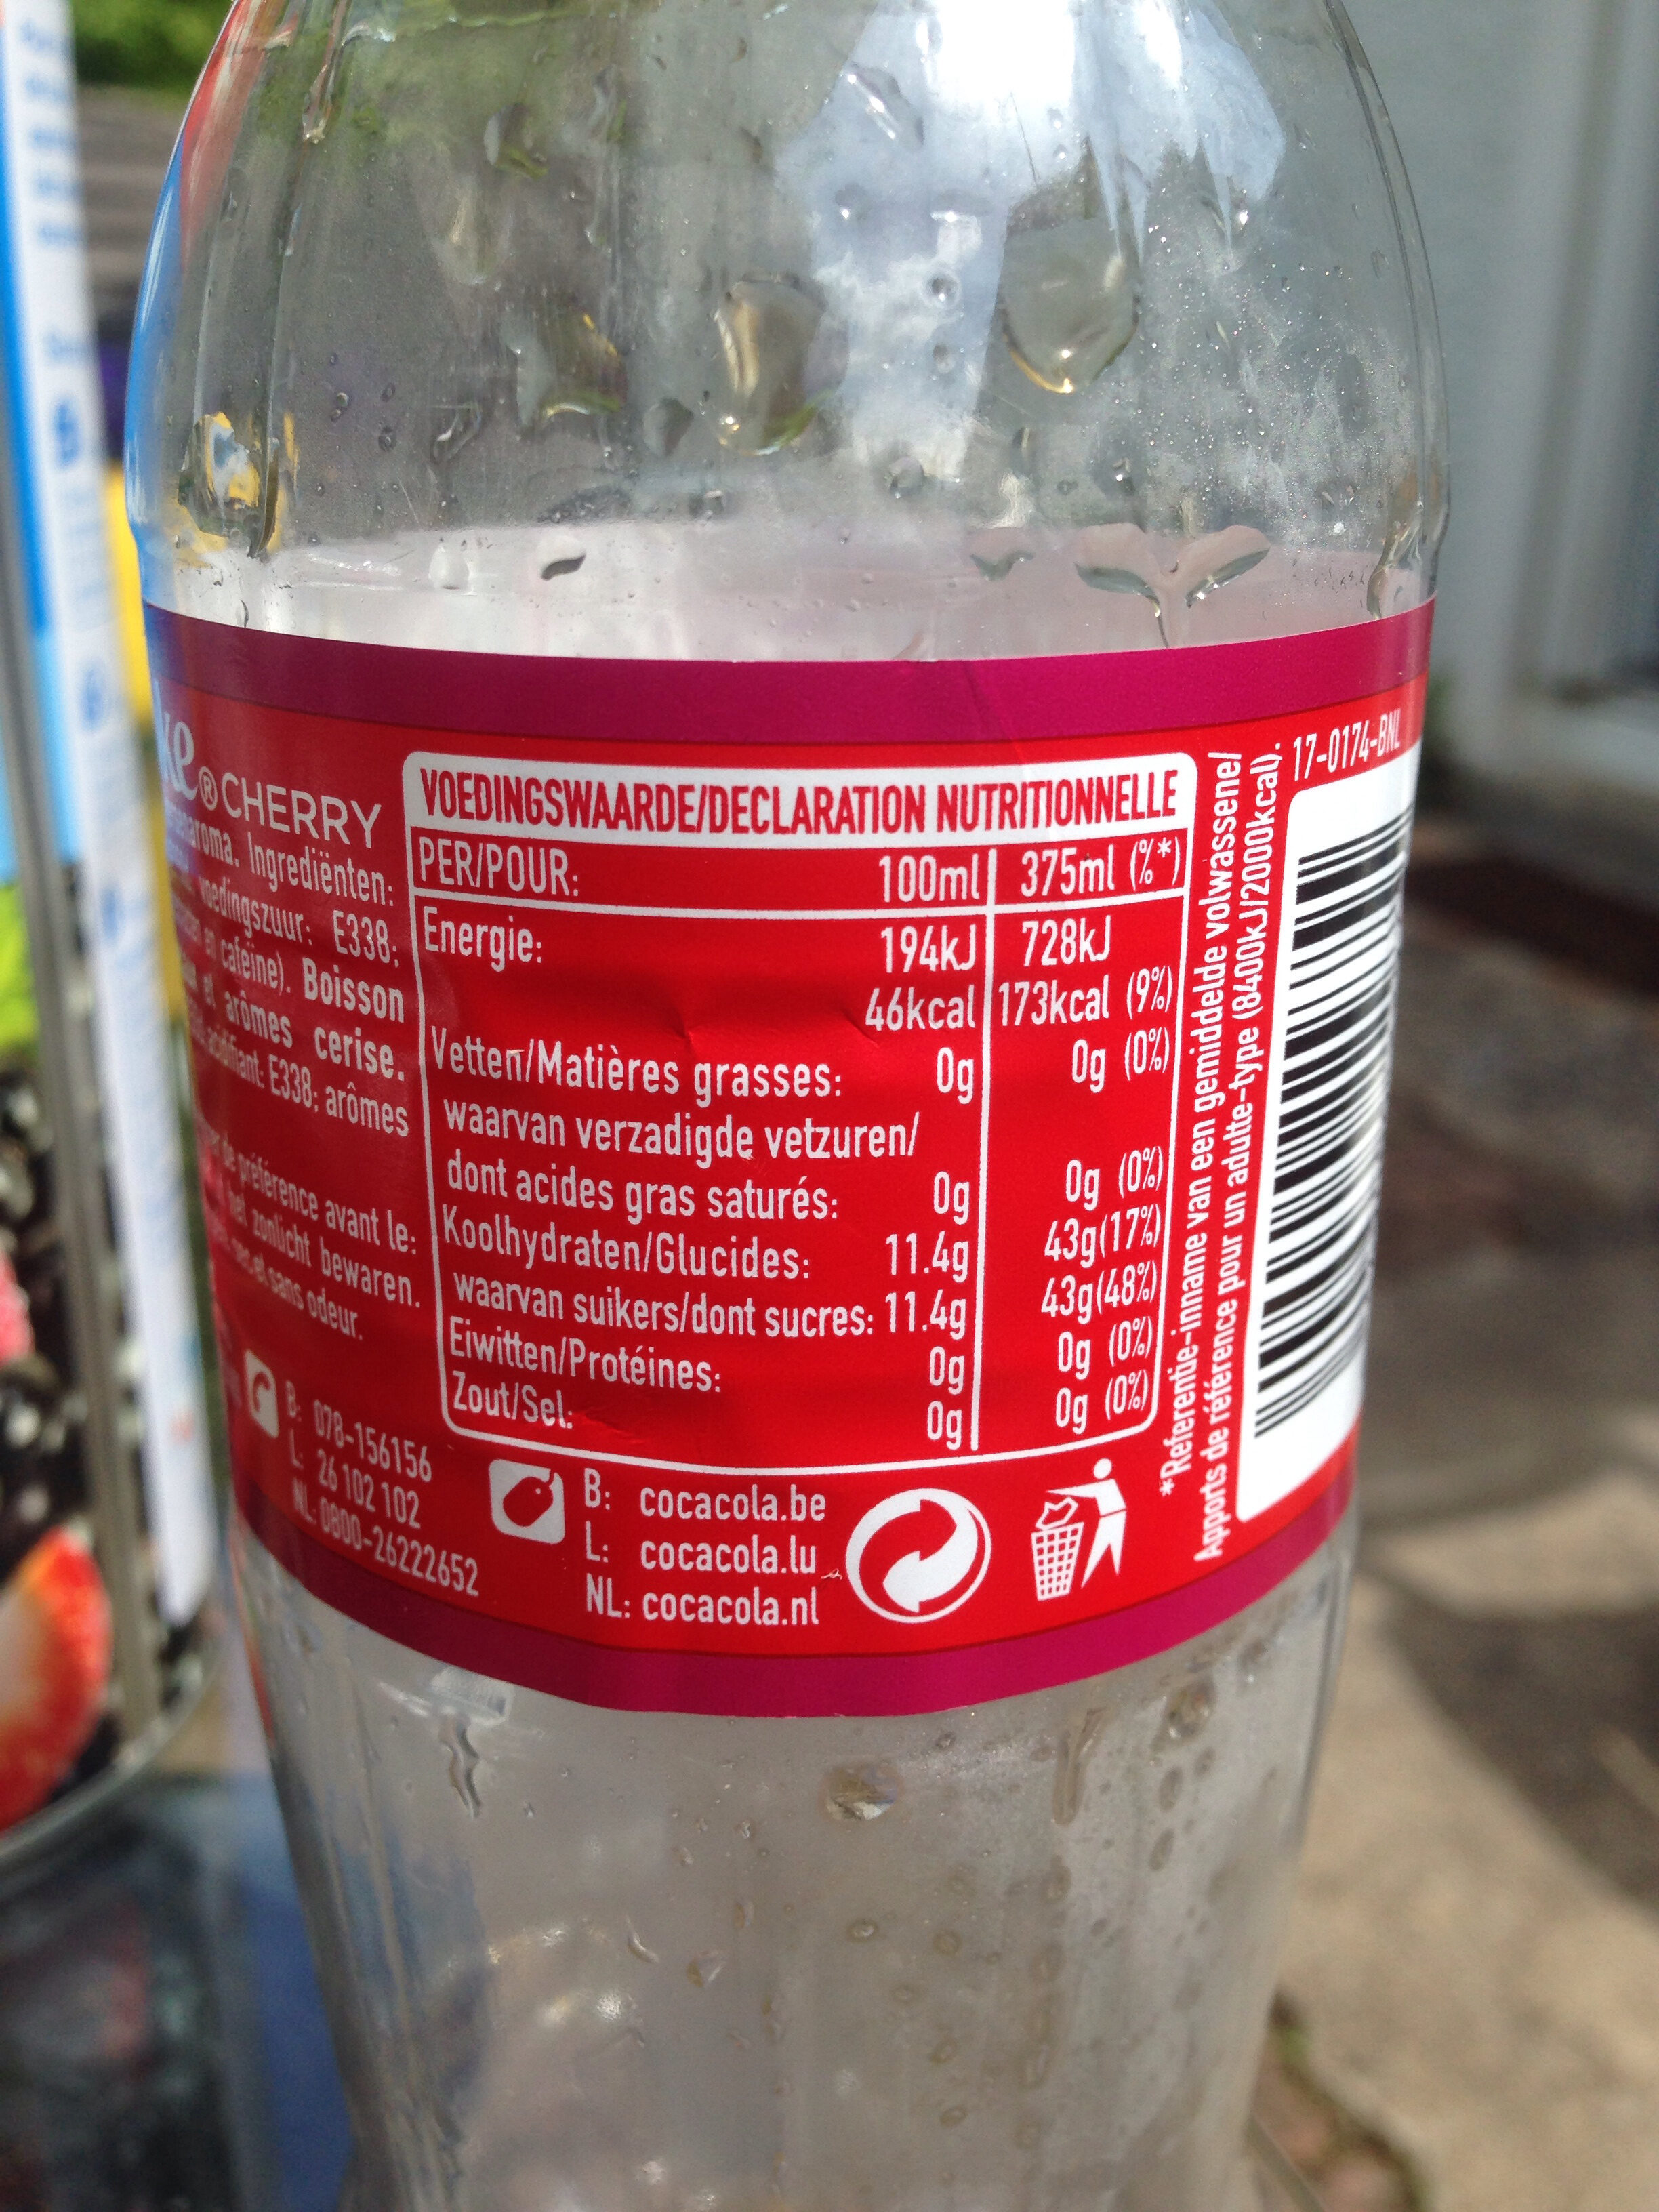 ® CHERRY
Ingrediënten:
voedingszuur: E338;
cafeïne). Boisson
et arômes cerise.
acidifiant: E338; arômes
de préférence avant le:
zonlicht bewaren.
sec et sans odeur.
B: 078-156156
L: 26 102 102
NL: 0800-26222652
VOEDINGSWAARDE/DECLARATION NUTRITIONNELLE
PER/POUR: 100ml 375ml (%*)
Energie: 194kJ 728kJ
46kcal 173kcal (9%)
Vetten/Matières grasses: 0g 0g (0%)
waarvan verzadigde vetzuren/
dont acides gras saturés: 0g 0g (0%)
Koolhydraten/Glucides: 11.4g 43g(17%)
waarvan suikers/dont sucres: 11.4g 43g(48%)
Eiwitten/Protéines: 0g 0g (0%)
Zout/Sel: 0g 0g (0%)
B: cocacola.be
L: cocacola.lu
NL: cocacola.nl
*Referentie-inname van een gemiddelde volwassene/
Apports de référence pour un adulte-type (8400kJ/2000kcal).
17-0174-BNL